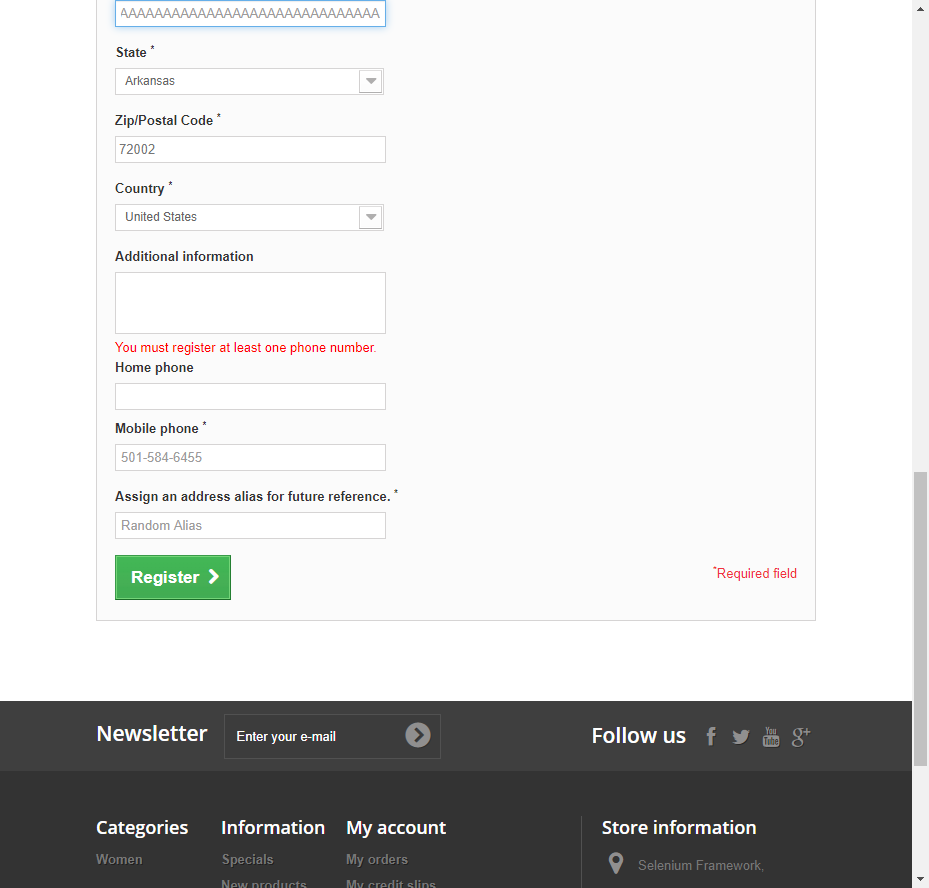 AAAAAAAAAAAAAAAAAAAAAAAAAAAAAA
State *
Arkansas
Zip/Postal Code *
72002
Country *
United States
Additional information
You must register at least one phone number.
Home phone
Mobile phone *
501-584-6455
Assign an address alias for future reference. *
Random Alias
Register
*Required field
Newsletter
Enter your e-mail
Follow us
Categories
Information
My account
Store information
Women
Specials
My orders
Selenium Framework,
New products
My credit slips